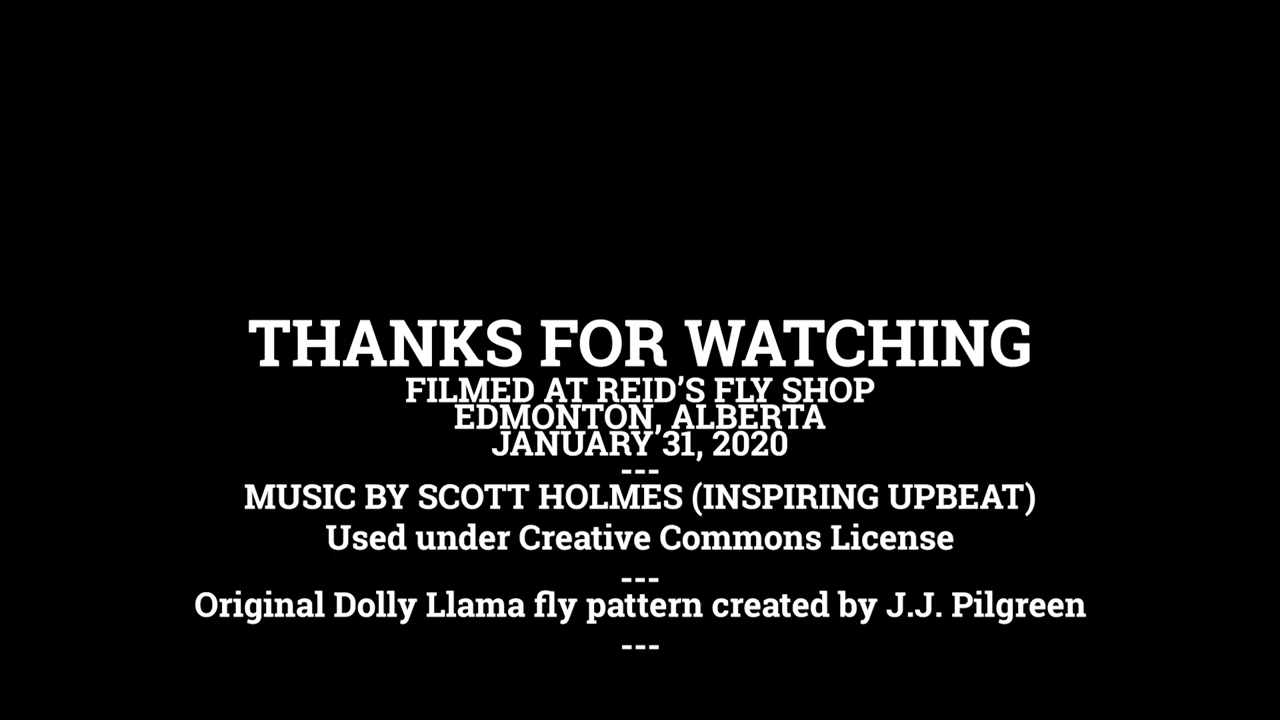 THANKS FOR WATCHING
FILMED AT REID’S FLY SHOP
EDMONTON, ALBERTA
JANUARY 31, 2020
---
MUSIC BY SCOTT HOLMES (INSPIRING UPBEAT)
Used under Creative Commons License
---
Original Dolly Llama fly pattern created by J.J. Pilgreen
---